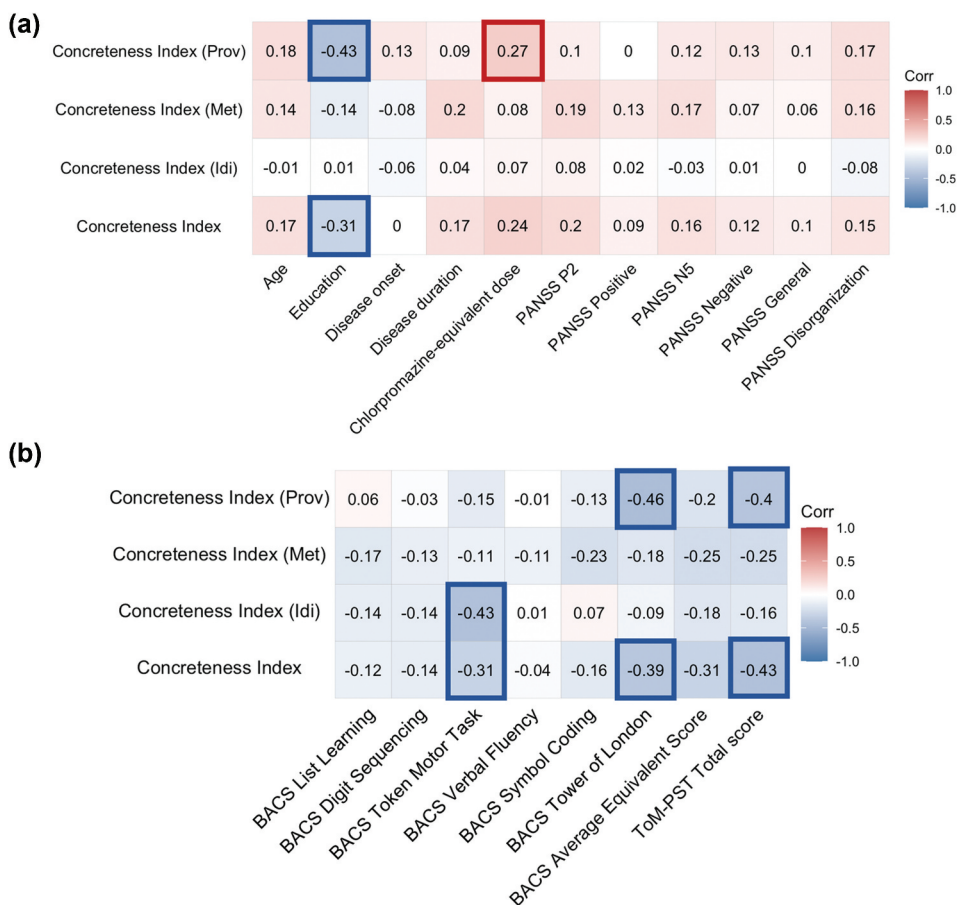 (a)
Concreteness Index (Prov) 0.18 -0.43 0.13 0.09 0.27 0.1 0 0.12 0.13 0.1 0.17
Concreteness Index (Met) 0.14 -0.14 -0.08 0.2 0.08 0.19 0.13 0.17 0.07 0.06 0.16
Concreteness Index (Idi) -0.01 0.01 -0.06 0.04 0.07 0.08 0.02 -0.03 0.01 0 -0.08
Concreteness Index 0.17 -0.31 0 0.17 0.24 0.2 0.09 0.16 0.12 0.1 0.15
Age
Education
Disease onset
Disease duration
Chlorpromazine-equivalent dose
PANSS P2
PANSS Positive
PANSS N5
PANSS Negative
PANSS General
PANSS Disorganization
Corr
1.0
0.5
0.0
-0.5
-1.0
(b)
Concreteness Index (Prov) 0.06 -0.03 -0.15 -0.01 -0.13 -0.46 -0.2 -0.4
Concreteness Index (Met) -0.17 -0.13 -0.11 -0.11 -0.23 -0.18 -0.25 -0.25
Concreteness Index (Idi) -0.14 -0.14 -0.43 0.01 0.07 -0.09 -0.18 -0.16
Concreteness Index -0.12 -0.14 -0.31 -0.04 -0.16 -0.39 -0.31 -0.43
BACS List Learning
BACS Digit Sequencing
BACS Token Motor Task
BACS Verbal Fluency
BACS Symbol Coding
BACS Tower of London
BACS Average Equivalent Score
ToM-PST Total score
Corr
1.0
0.5
0.0
-0.5
-1.0